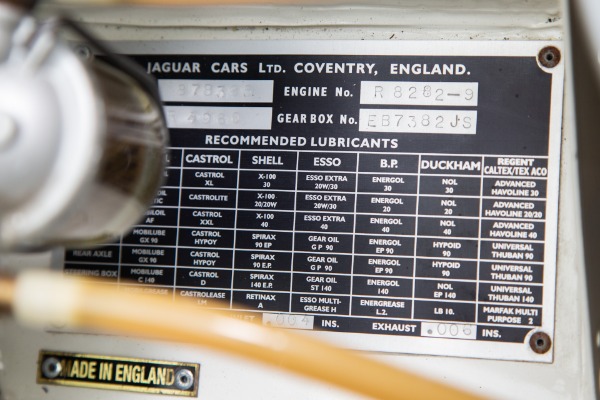 JAGUAR CARS LTD. COVENTRY, ENGLAND.
ENGINE No. R 8282-9
GEAR BOX No. EB7382JS
RECOMMENDED LUBRICANTS
CASTROL SHELL ESSO B.P. DUCKHAM REGENT CALTEX/TEXACO
CASTROL XL X-100 30 ESSO EXTRA 20W/30 ENERGOL 30 NOL 30 ADVANCED HAVOLINE 30
CASTROLITE X-100 20/20W ESSO EXTRA 20W/30 ENERGOL 20 NOL 20 ADVANCED HAVOLINE 20/20
AF CASTROL XXL X-100 40 ESSO EXTRA 40 ENERGOL 40 NOL 40 ADVANCED HAVOLINE 40
MOBILUBE GX 90 CASTROL HYPOY SPIRAX 90 EP GEAR OIL G P 90 ENERGOL EP 90 HYPOID 90 UNIVERSAL THUBAN 90
REAR AXLE MOBILUBE GX 90 CASTROL HYPOY SPIRAX 90 E.P. GEAR OIL G P 90 ENERGOL EP 90 HYPOID 90 UNIVERSAL THUBAN 90
STEERING BOX MOBILUBE C 140 CASTROL D SPIRAX 140 E.P. GEAR OIL ST 140 ENERGOL 140 NOL EP 140 UNIVERSAL THUBAN 140
CASTROLEASE LM RETINAX A ESSO MULTI-GREASE H ENERGREASE L.2. LB 10. MARFAK MULTI PURPOSE 2
.004 INS. EXHAUST .006 INS.
MADE IN ENGLAND